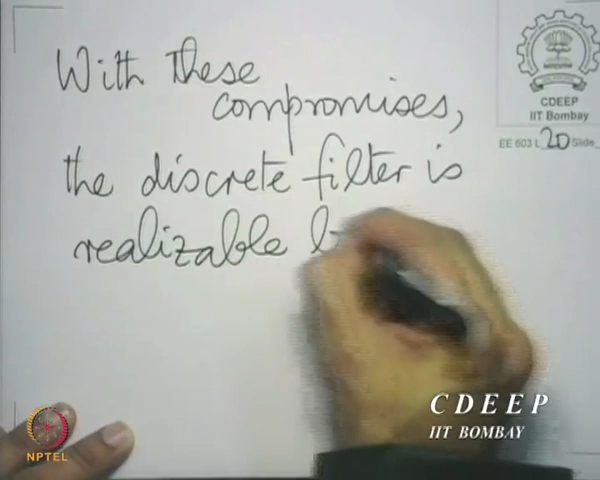 With these
compromises,
the discrete filter is
realizable
CDEEP
IIT Bombay
EE 603 L 20 Slide
CDEEP
IIT BOMBAY
NPTEL